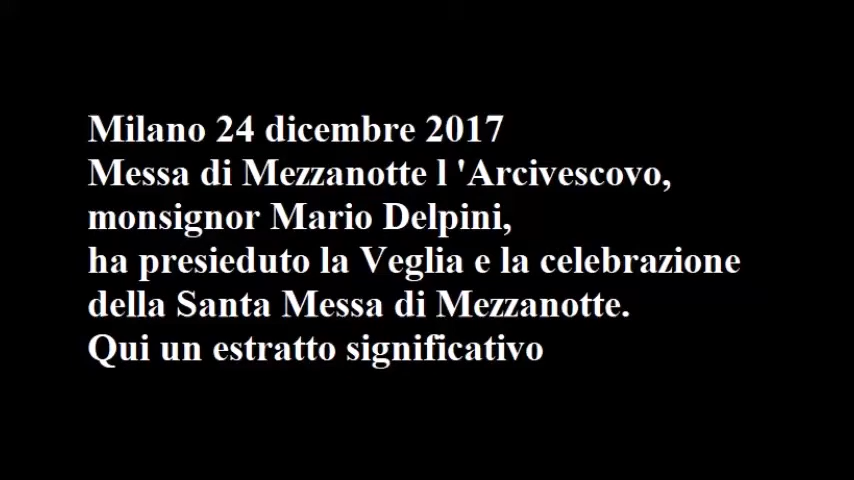 Milano 24 dicembre 2017
Messa di Mezzanotte l 'Arcivescovo,
monsignor Mario Delpini,
ha presieduto la Veglia e la celebrazione
della Santa Messa di Mezzanotte.
Qui un estratto significativo